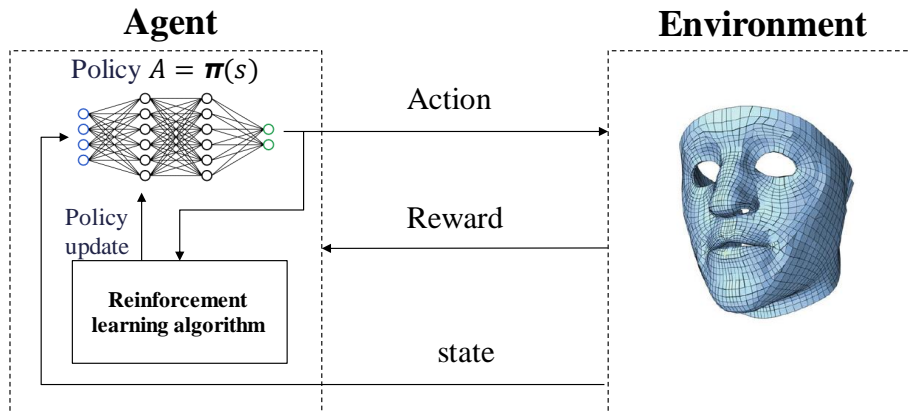 Agent
Environment
Policy A = π(s)
Action
Policy
update
Reward
Reinforcement
learning algorithm
state